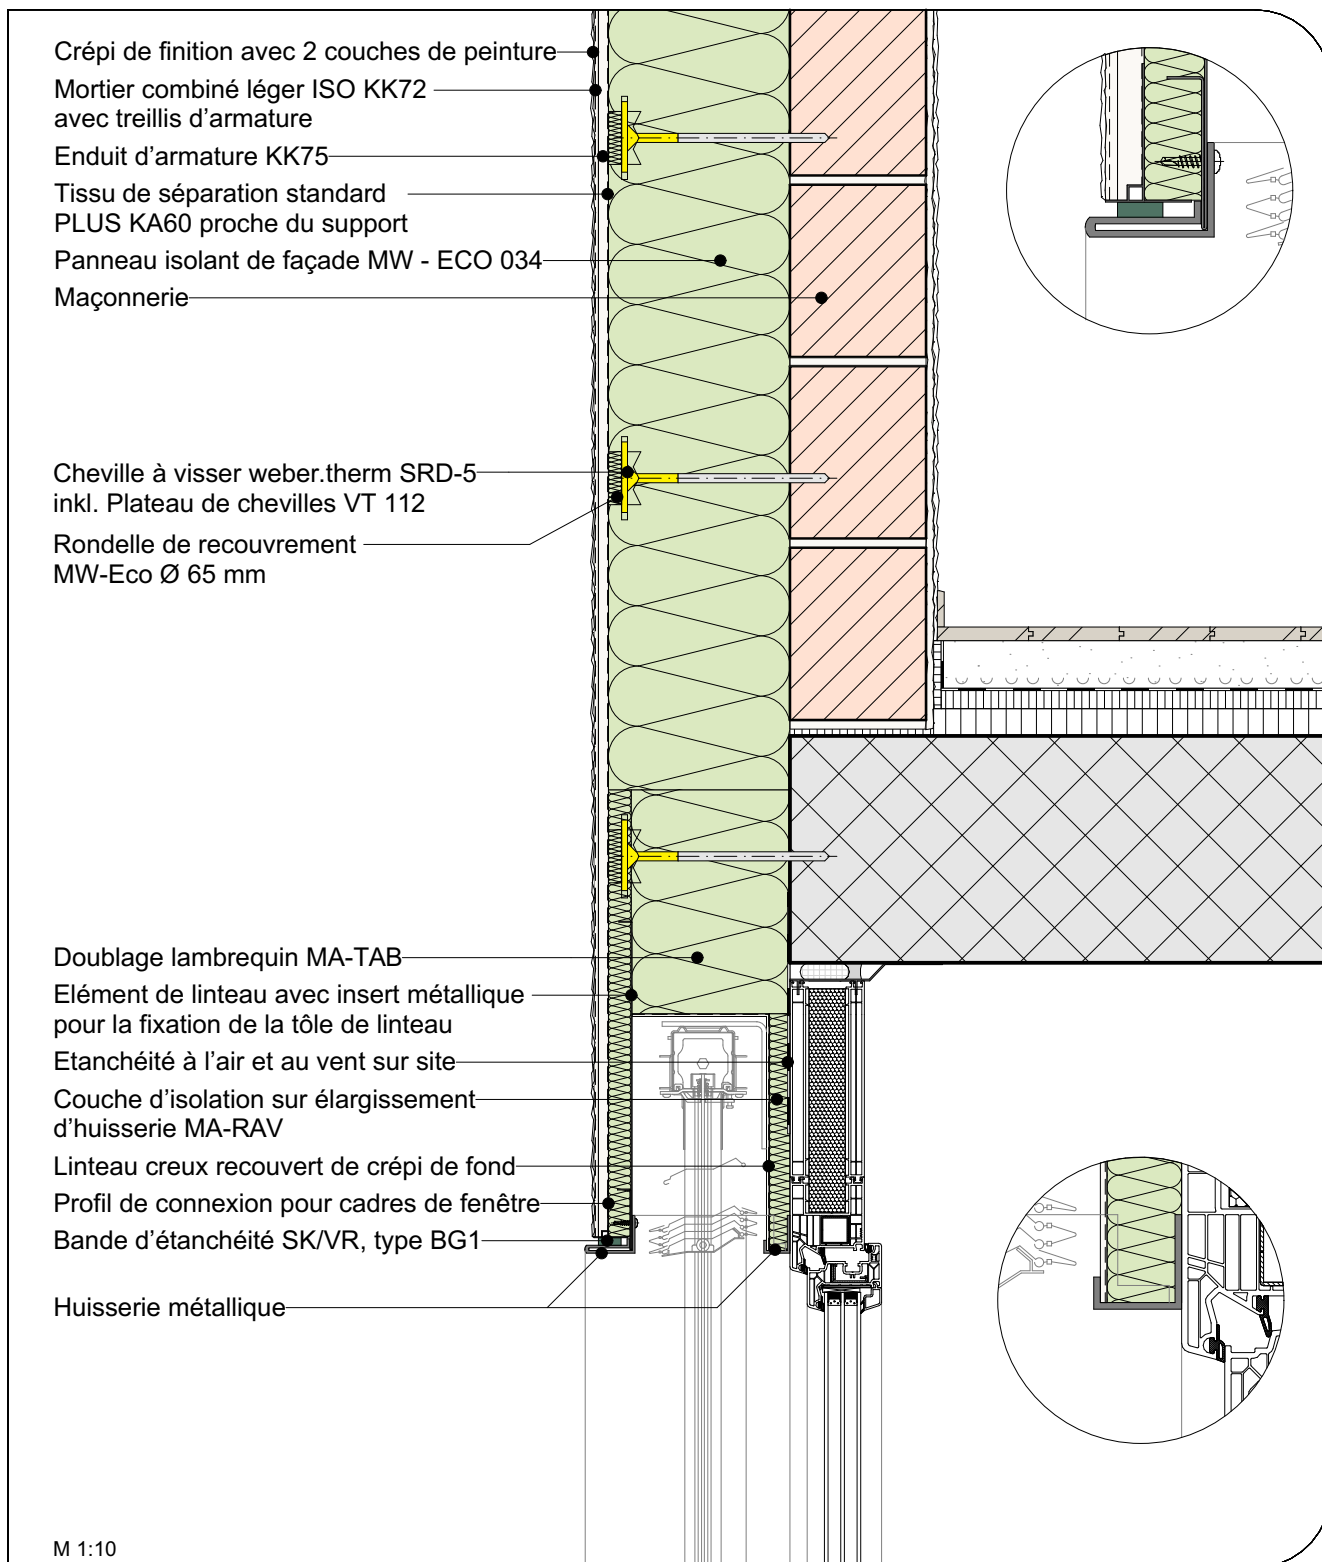 Crépi de finition avec 2 couches de peinture
Mortier combiné léger ISO KK72
avec treillis d'armature
Enduit d'armature KK75
Tissu de séparation standard
PLUS KA60 proche du support
Panneau isolant de façade MW - ECO 034
Maçonnerie
Cheville à visser weber.therm SRD-5
inkl. Plateau de chevilles VT 112
Rondelle de recouvrement
MW-Eco Ø 65 mm
Doublage lambrequin MA-TAB
Elément de linteau avec insert métallique
pour la fixation de la tôle de linteau
Etanchéité à l'air et au vent sur site
Couche d'isolation sur élargissement
d'huisserie MA-RAV
Linteau creux recouvert de crépi de fond
Profil de connexion pour cadres de fenêtre
Bande d'étanchéité SK/VR, type BG1
Huisserie métallique
M 1:10